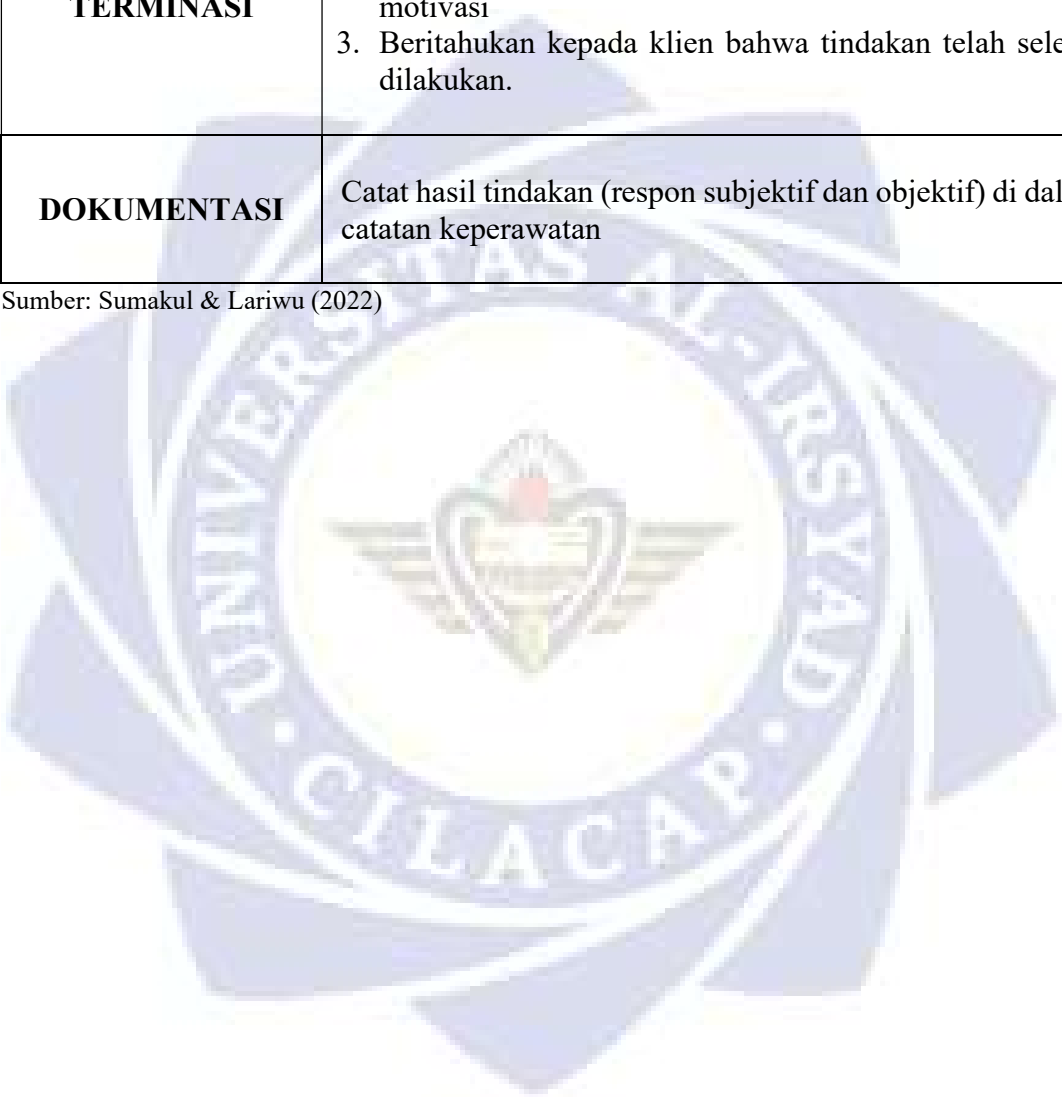 TERMINASI
motivasi
3. Beritahukan kepada klien bahwa tindakan telah sele
dilakukan.
DOKUMENTASI
Catat hasil tindakan (respon subjektif dan objektif) di dal
catatan keperawatan
Sumber: Sumakul & Lariwu (2022)
UNIVERSITAS AL-IRSYAD
CILACAP